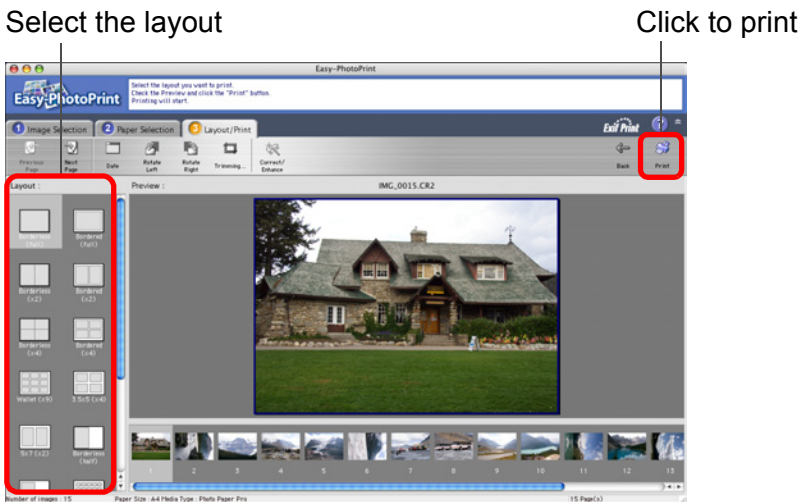 Select the layout
Click to print
Easy-PhotoPrint
Easy-PhotoPrint
Select the layout you want to print.
Check the Preview and click the "Print" button.
Printing will start.
1 Image Selection
2 Paper Selection
3 Layout/Print
Exif Print
Previous Page
Next Page
Date
Rotate Left
Rotate Right
Trimming...
Correct/Enhance
Back
Print
Layout :
Preview :
IMG_0015.CR2
Borderless (full)
Bordered (full)
Borderless (x2)
Bordered (x2)
Borderless (x4)
Bordered (x4)
Wallet (x9)
3.5x5 (x4)
5x7 (x2)
Borderless (half)
1 2 3 4 5 6 7 8 9 10 11 12 13
Number of images : 15
Paper Size : A4 Media Type : Photo Paper Pro
15 Page(s)